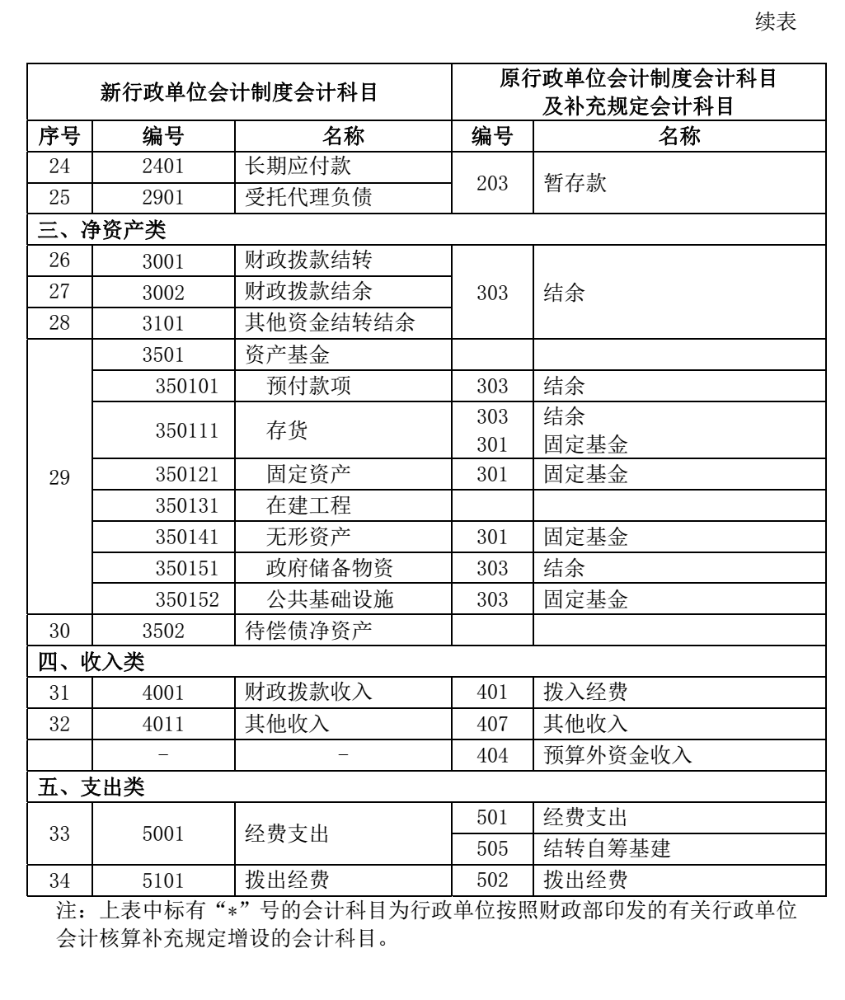 续表
新行政单位会计制度会计科目
原行政单位会计制度会计科目
及补充规定会计科目
序号 编号 名称 编号 名称
24 2401 长期应付款
203 暂存款
25 2901 受托代理负债
三、净资产类
26 3001 财政拨款结转
27 3002 财政拨款结余 303 结余
28 3101 其他资金结转结余
3501 资产基金
350101 预付款项 303 结余
350111 存货 303 结余
301 固定基金
29 350121 固定资产 301 固定基金
350131 在建工程
350141 无形资产 301 固定基金
350151 政府储备物资 303 结余
350152 公共基础设施 303 固定基金
30 3502 待偿债净资产
四、收入类
31 4001 财政拨款收入 401 拨入经费
32 4011 其他收入 407 其他收入
－ － 404 预算外资金收入
五、支出类
33 5001 经费支出 501 经费支出
505 结转自筹基建
34 5101 拨出经费 502 拨出经费
注：上表中标有“*”号的会计科目为行政单位按照财政部印发的有关行政单位
会计核算补充规定增设的会计科目。